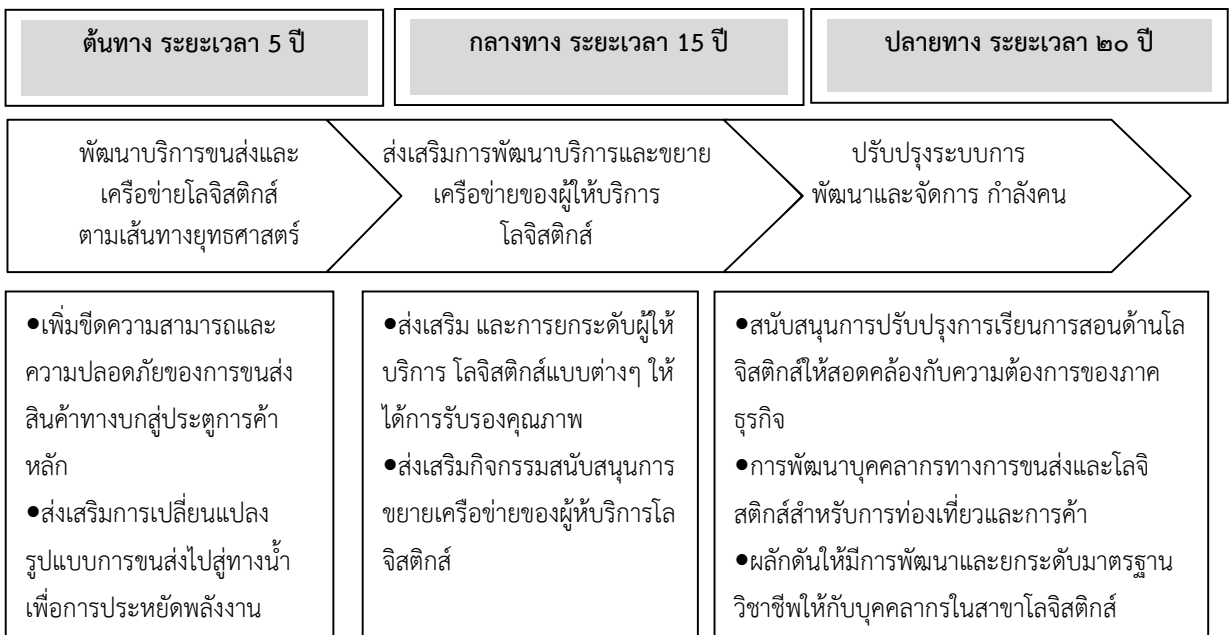 ต้นทาง ระยะเวลา 5 ปี
กลางทาง ระยะเวลา 15 ปี
ปลายทาง ระยะเวลา ๒๐ ปี
พัฒนาบริการขนส่งและ
เครือข่ายโลจิสติกส์
ตามเส้นทางยุทธศาสตร์
ส่งเสริมการพัฒนาบริการและขยาย
เครือข่ายของผู้ให้บริการ
โลจิสติกส์
ปรับปรุงระบบการ
พัฒนาและจัดการ กำลังคน
●เพิ่มขีดความสามารถและ
ความปลอดภัยของการขนส่ง
สินค้าทางบกสู่ประตูการค้า
หลัก
●ส่งเสริมการเปลี่ยนแปลง
รูปแบบการขนส่งไปสู่ทางน้ำ
เพื่อการประหยัดพลังงาน
●ส่งเสริม และการยกระดับผู้ให้
บริการ โลจิสติกส์แบบต่างๆ ให้
ได้การรับรองคุณภาพ
●ส่งเสริมกิจกรรมสนับสนุนการ
ขยายเครือข่ายของผู้ห้บริการโล
จิสติกส์
●สนับสนุนการปรับปรุงการเรียนการสอนด้านโล
จิสติกส์ให้สอดคล้องกับความต้องการของภาค
ธุรกิจ
●การพัฒนาบุคคลากรทางการขนส่งและโลจิ
สติกส์สำหรับการท่องเที่ยวและการค้า
●ผลักดันให้มีการพัฒนาและยกระดับมาตรฐาน
วิชาชีพให้กับบุคคลากรในสาขาโลจิสติกส์